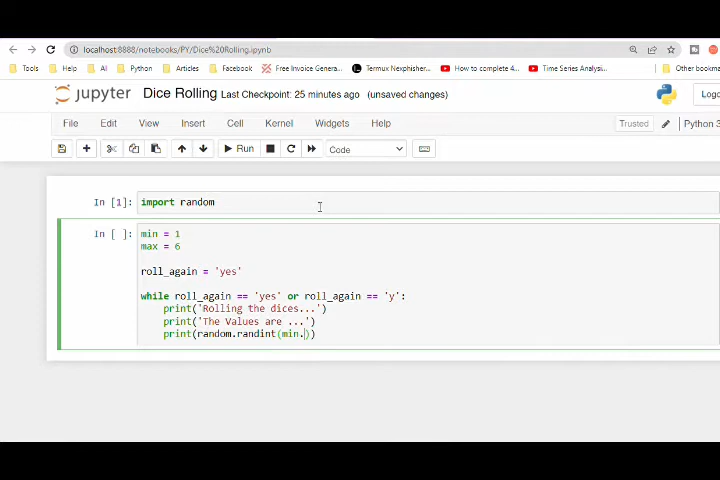 localhost:8888/notebooks/PY/Dice%20Rolling.ipynb
Tools Help AI Python Articles Facebook Free Invoice Genera... Termux Nexphisher... How to complete 4... Time Series Analysi... Other bookma
jupyter Dice Rolling Last Checkpoint: 25 minutes ago (unsaved changes) Logo
File Edit View Insert Cell Kernel Widgets Help Trusted Python 3
Run Code
In [1]: import random
In [ ]: min = 1
max = 6
roll_again = 'yes'
while roll_again == 'yes' or roll_again == 'y':
print('Rolling the dices...')
print('The Values are ...')
print(random.randint(min.))